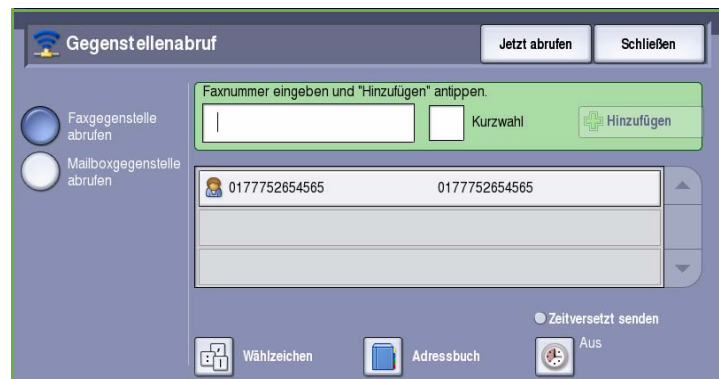 Gegenstellenabruf
Jetzt abrufen
Schließen
Faxgegenstelle
abrufen
Mailboxgegenstelle
abrufen
Faxnummer eingeben und "Hinzufügen" antippen.
Kurzwahl
Hinzufügen
0177752654565 0177752654565
Zeitversetzt senden
Aus
Wählzeichen
Adressbuch